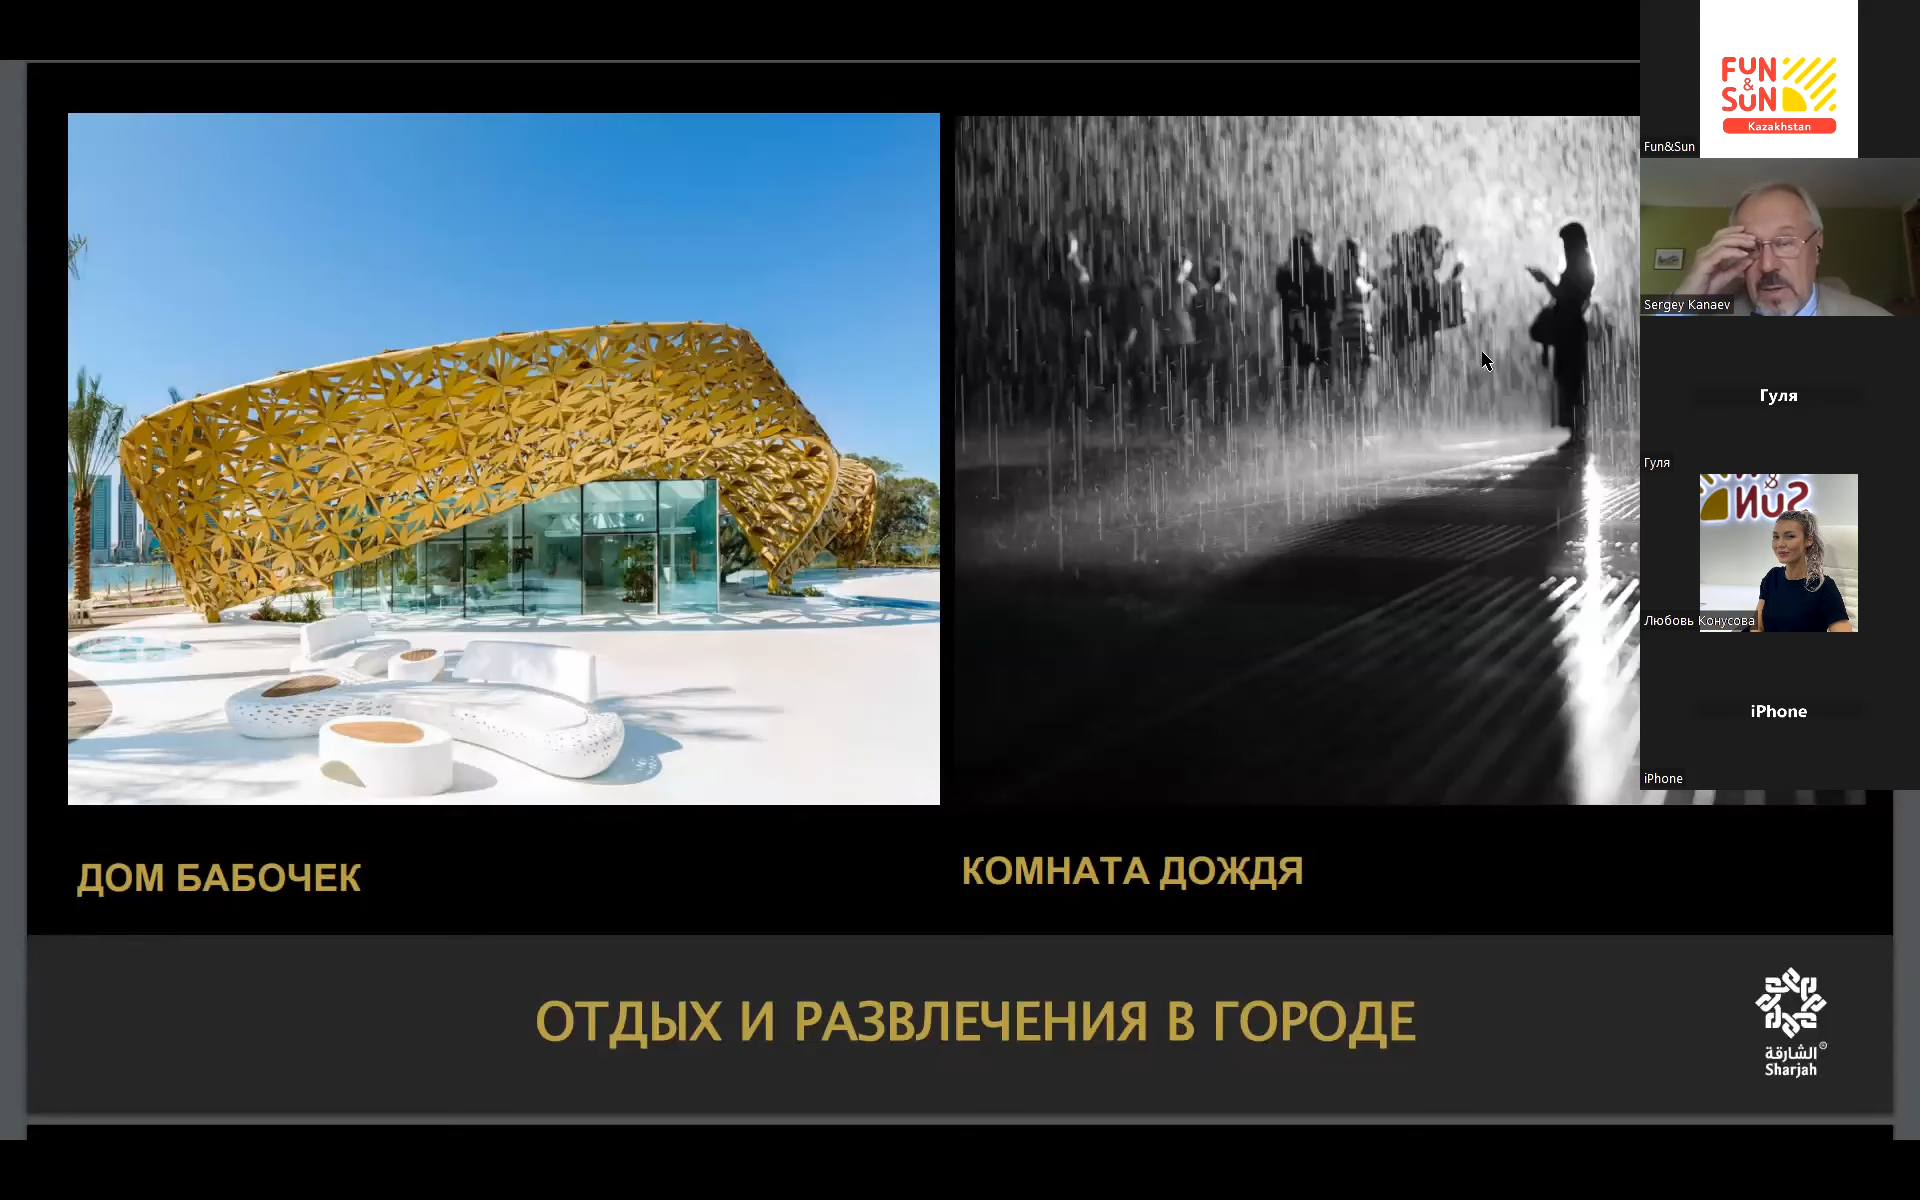 FUN
&
SUN
Kazakhstan
Fun&Sun
Sergey Kanaev
Гуля
Гуля
&
SUN
Любовь Конусова
iPhone
iPhone
ДОМ БАБОЧЕК
КОМНАТА ДОЖДЯ
ОТДЫХ И РАЗВЛЕЧЕНИЯ В ГОРОДЕ
الشارقة
Sharjah